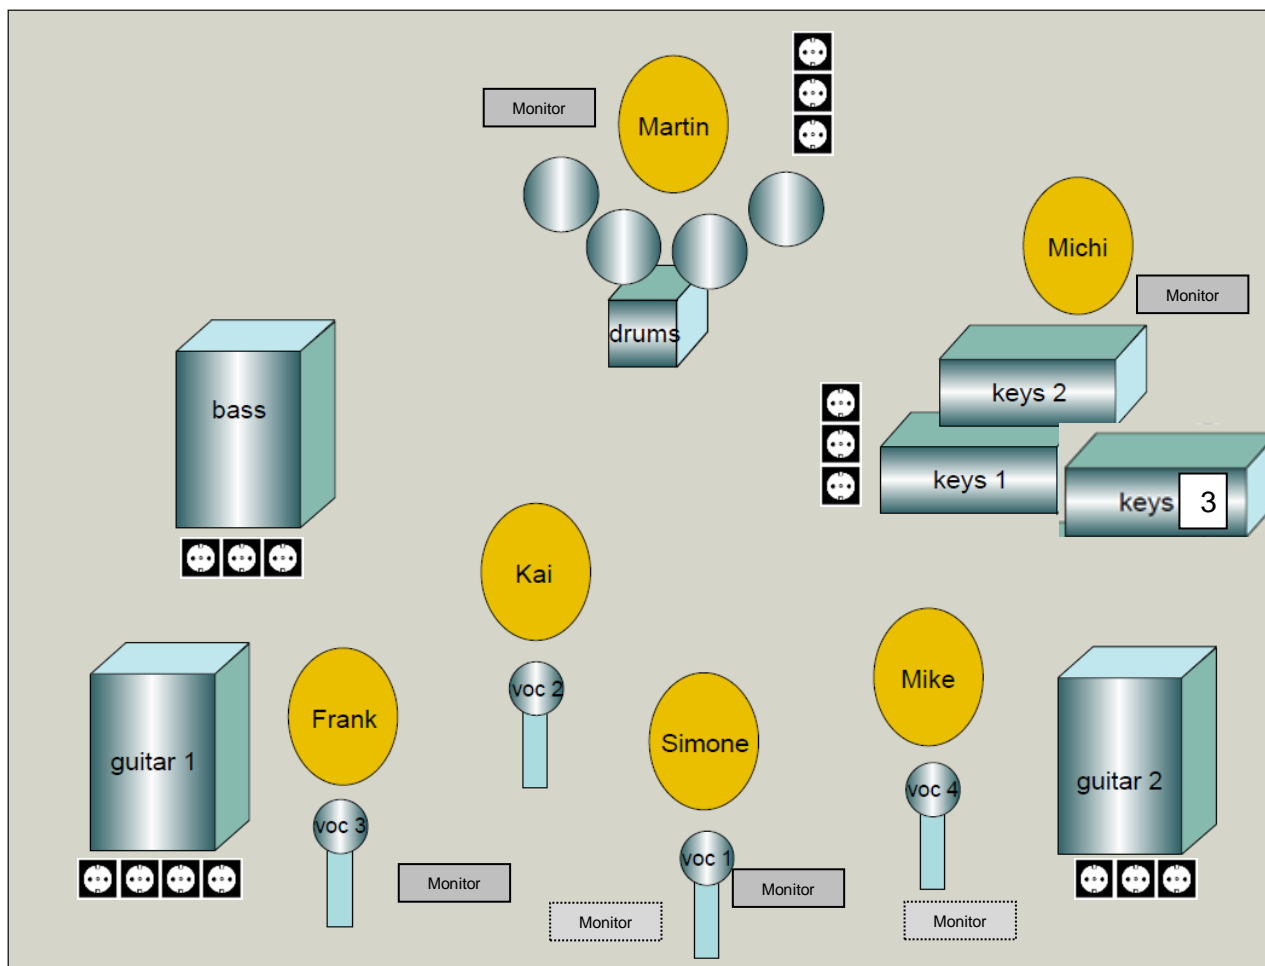 Monitor
Martin
Michi
Monitor
drums
keys 2
bass
keys 1
keys 3
Kai
voc 2
Mike
Frank
Simone
guitar 1
voc 4
guitar 2
voc 3
voc 1
Monitor
Monitor
Monitor
Monitor